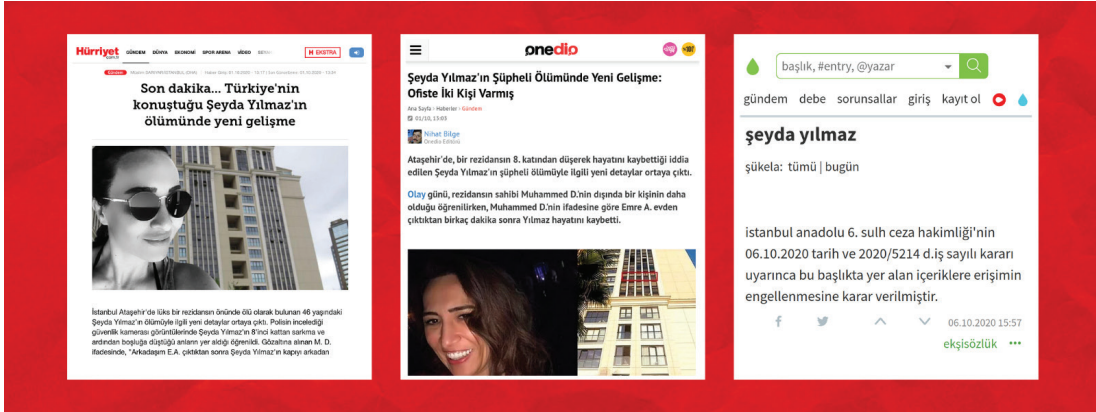 Hürriyet
.com.tr
GÜNDEM DÜNYA EKONOMİ SPOR ARENA VİDEO
H EKSTRA
Gündem
Son dakika... Türkiye'nin
konuştuğu Şeyda Yılmaz'ın
ölümünde yeni gelişme
İstanbul Ataşehir'de lüks bir rezidansın önünde ölü olarak bulunan 46 yaşındaki
Şeyda Yılmaz'ın ölümüyle ilgili yeni detaylar ortaya çıktı. Polisin incelediği
güvenlik kamerası görüntülerinde Şeyda Yılmaz'ın 8'inci kattan sarkma ve
ardından boşluğa düştüğü anların yer aldığı öğrenildi. Gözaltına alınan M. D.
ifadesinde, "Arkadaşım E.A. çıktıktan sonra Şeyda Yılmaz'ın kapıyı arkadan
onedio
Şeyda Yılmaz'ın Şüpheli Ölümünde Yeni Gelişme:
Ofiste İki Kişi Varmış
Ana Sayfa › Haberler › Gündem
01/10, 13:03
Nihat Bilge
Onedio Editörü
Ataşehir'de, bir rezidansın 8. katından düşerek hayatını kaybettiği iddia
edilen Şeyda Yılmaz'ın şüpheli ölümüyle ilgili yeni detaylar ortaya çıktı.
Olay günü, rezidansın sahibi Muhammed D.'nin dışında bir kişinin daha
olduğu öğrenilirken, Muhammed D.'nin ifadesine göre Emre A. evden
çıktıktan birkaç dakika sonra Yılmaz hayatını kaybetti.
başlık, #entry, @yazar
gündem debe sorunsallar giriş kayıt ol
şeyda yılmaz
şükela: tümü | bugün
istanbul anadolu 6. sulh ceza hakimliği'nin
06.10.2020 tarih ve 2020/5214 d.iş sayılı kararı
uyarınca bu başlıkta yer alan içeriklere erişimin
engellenmesine karar verilmiştir.
06.10.2020 15:57
ekşisözlük